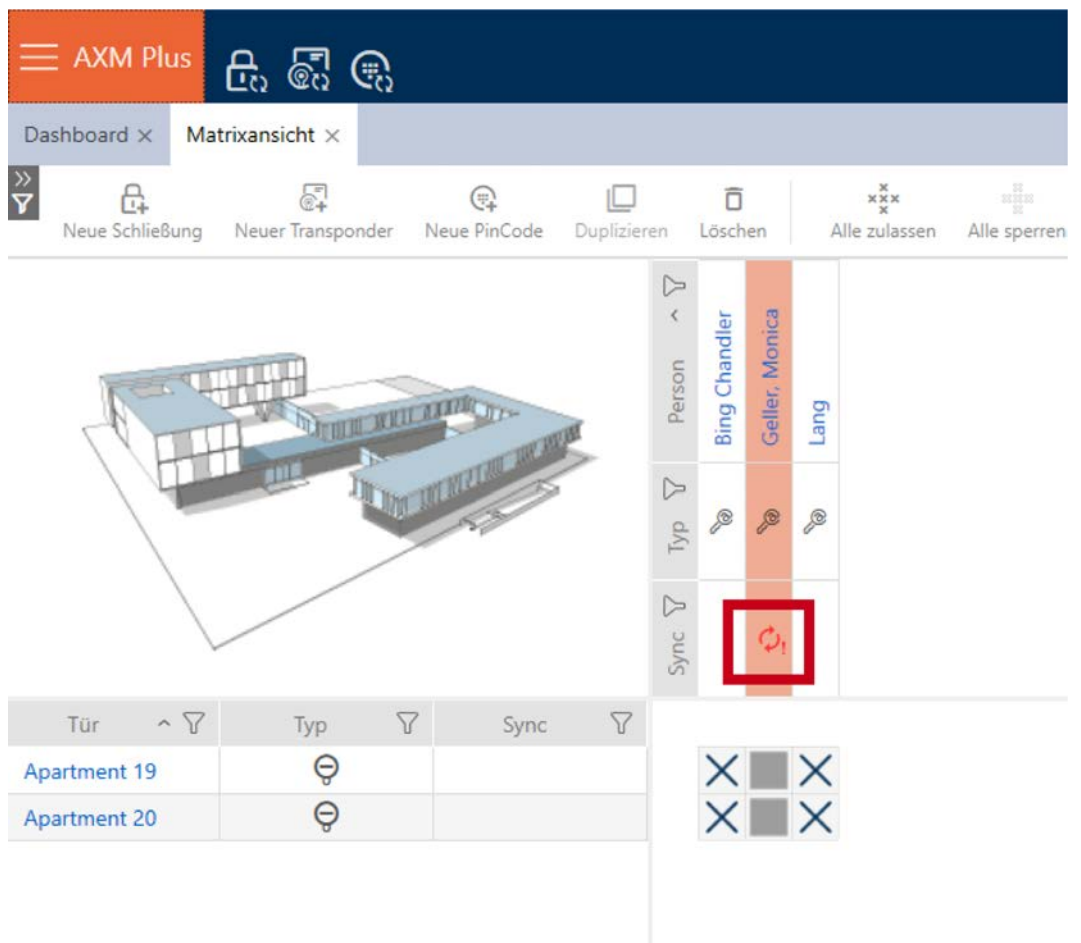 AXM Plus
Dashboard
Matrixansicht
Neue Schließung
Neuer Transponder
Neue PinCode
Duplizieren
Löschen
Alle zulassen
Alle sperren
Person
Bing Chandler
Geller, Monica
Lang
Typ
Sync
Tür
Typ
Sync
Apartment 19
Apartment 20